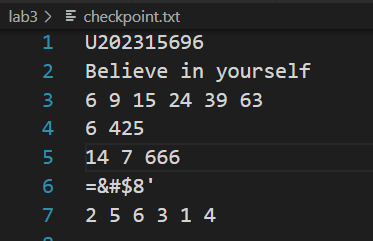 lab3 > checkpoint.txt
1 U202315696
2 Believe in yourself
3 6 9 15 24 39 63
4 6 425
5 14 7 666
6 =&#$8'
7 2 5 6 3 1 4